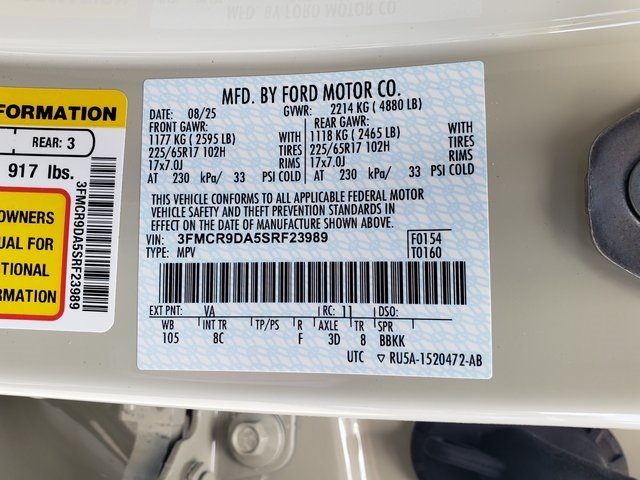 MFD. BY FORD MOTOR CO.
DATE: 08/25 GVWR: 2214 KG ( 4880 LB)
FRONT GAWR: REAR GAWR:
1177 KG ( 2595 LB) WITH 1118 KG ( 2465 LB) WITH
225/65R17 102H TIRES 225/65R17 102H TIRES
17x7.0J RIMS 17x7.0J RIMS
AT 230 kPa/ 33 PSI COLD AT 230 kPa/ 33 PSI COLD
THIS VEHICLE CONFORMS TO ALL APPLICABLE FEDERAL MOTOR
VEHICLE SAFETY AND THEFT PREVENTION STANDARDS IN
EFFECT ON THE DATE OF MANUFACTURE SHOWN ABOVE.
VIN: 3FMCR9DA5SRF23989 F0154
TYPE: MPV T0160
EXT PNT: VA RC: 11 DSO:
WB INT TR TP/PS R AXLE TR SPR
105 8C F 3D 8 BBKK
UTC RU5A-1520472-AB
FORMATION
REAR: 3
917 lbs.
OWNERS
UAL FOR
TIONAL
RMATION
3FMCR9DA5SRF23989